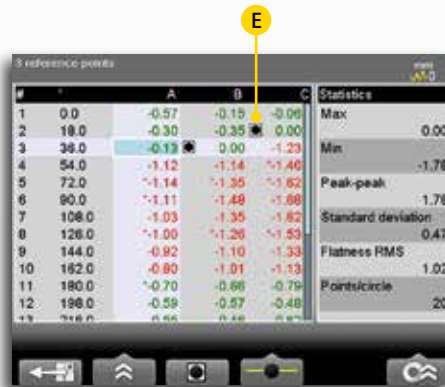 E
3 reference points
mm
0
# ° A B C Statistics
1 0.0 -0.57 -0.15 -0.06 Max
2 18.0 -0.30 -0.35 0.00 0.00
3 36.0 -0.13 0.00 -1.23 Min
4 54.0 -1.12 -1.14 *-1.46 -1.78
5 72.0 *-1.14 *-1.35 -1.62 Peak-peak
6 90.0 *-1.11 -1.48 -1.68 1.78
7 108.0 -1.03 -1.35 -1.62 Standard deviation
8 126.0 *-1.00 *-1.26 *-1.53 0.47
9 144.0 -0.92 -1.10 -1.33 Flatness RMS
10 162.0 -0.80 -1.01 -1.13 1.02
11 180.0 *-0.70 -0.66 -0.79 Points/circle
12 198.0 -0.59 -0.57 -0.48 20
13 216.0